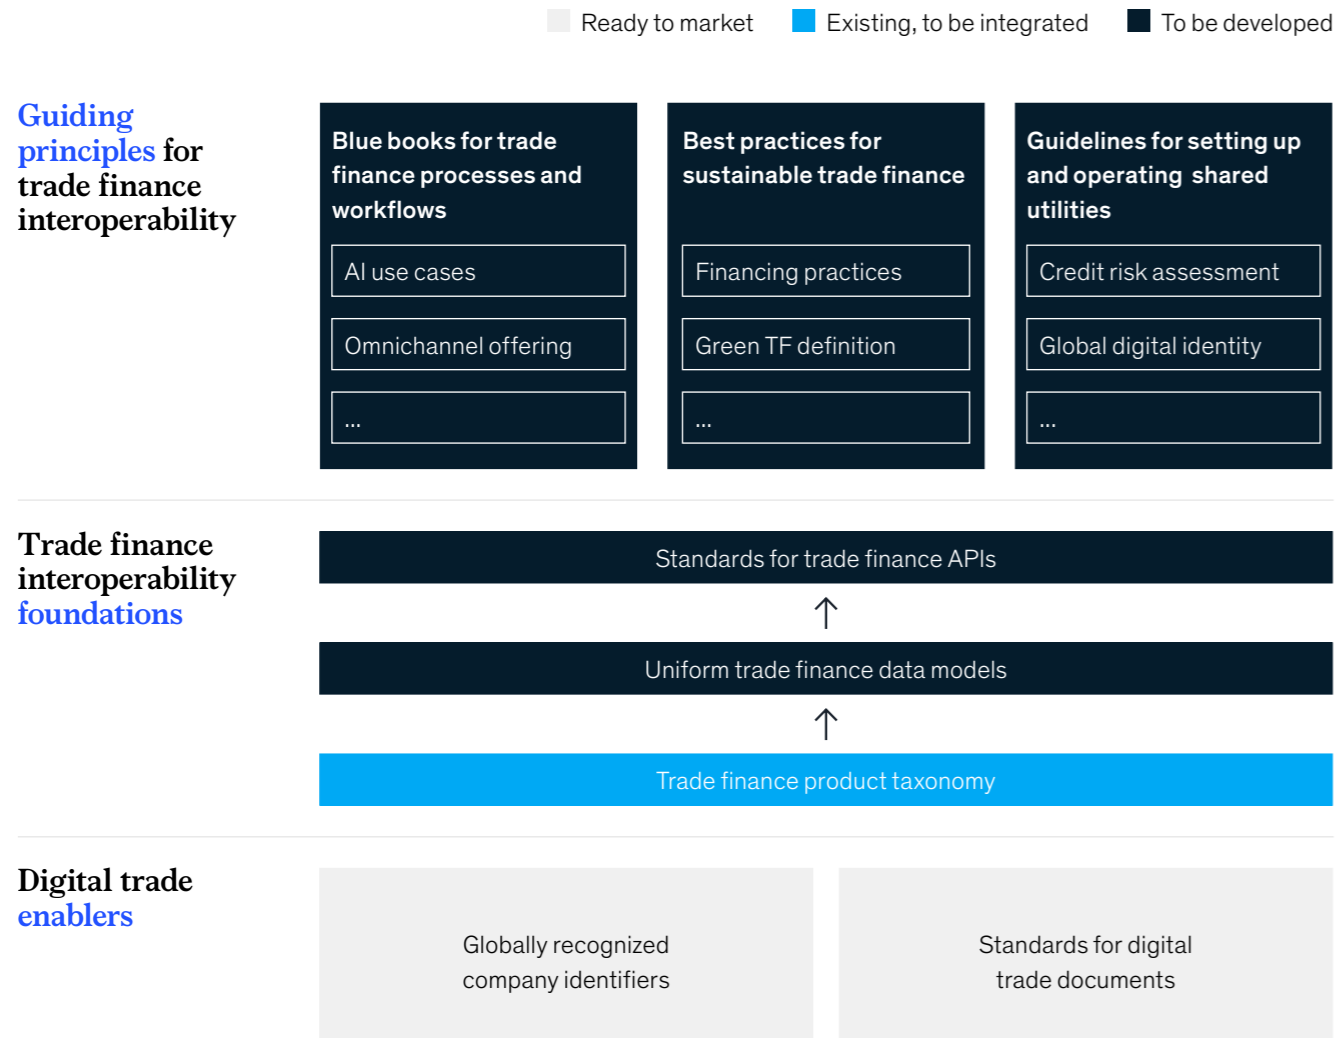 Ready to market
Existing, to be integrated
To be developed
Guiding
principles for
trade finance
interoperability
Blue books for trade
finance processes and
workflows
AI use cases
Omnichannel offering
...
Best practices for
sustainable trade finance
Financing practices
Green TF definition
...
Guidelines for setting up
and operating shared
utilities
Credit risk assessment
Global digital identity
...
Trade finance
interoperability
foundations
Standards for trade finance APIs
Uniform trade finance data models
Trade finance product taxonomy
Digital trade
enablers
Globally recognized
company identifiers
Standards for digital
trade documents